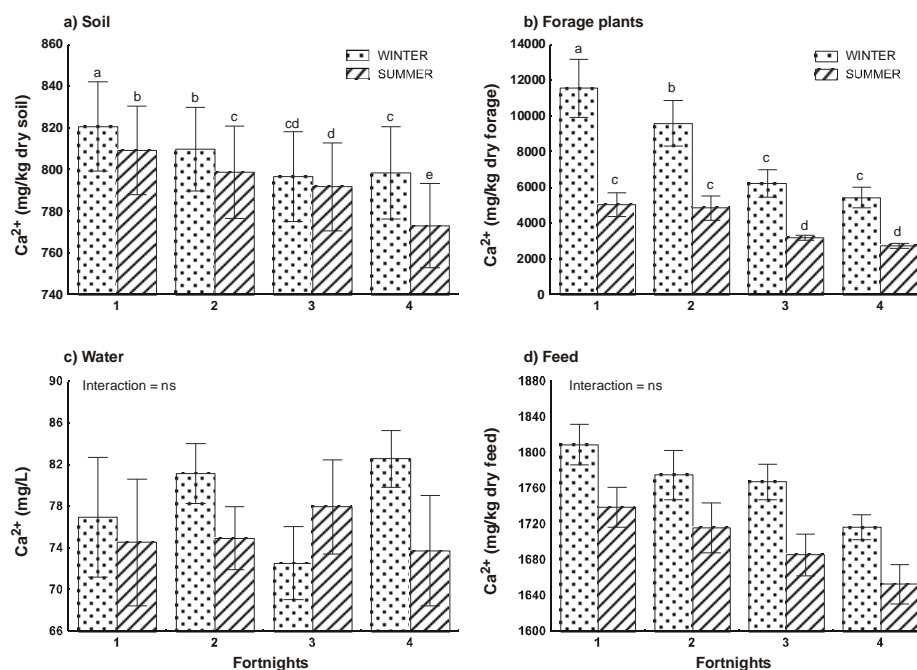 a) Soil
860
840
820
800
780
760
740
Ca2+ (mg/kg dry soil)
WINTER
SUMMER
a
b
b
c
cd
d
c
e
1 2 3 4
b) Forage plants
14000
12000
10000
8000
6000
4000
2000
0
Ca2+ (mg/kg dry forage)
WINTER
SUMMER
a
c
b
c
c
d
c
d
1 2 3 4
c) Water
Interaction = ns
90
86
82
78
74
70
66
Ca2+ (mg/L)
1 2 3 4
Fortnights
d) Feed
Interaction = ns
1880
1840
1800
1760
1720
1680
1640
1600
Ca2+ (mg/kg dry feed)
1 2 3 4
Fortnights